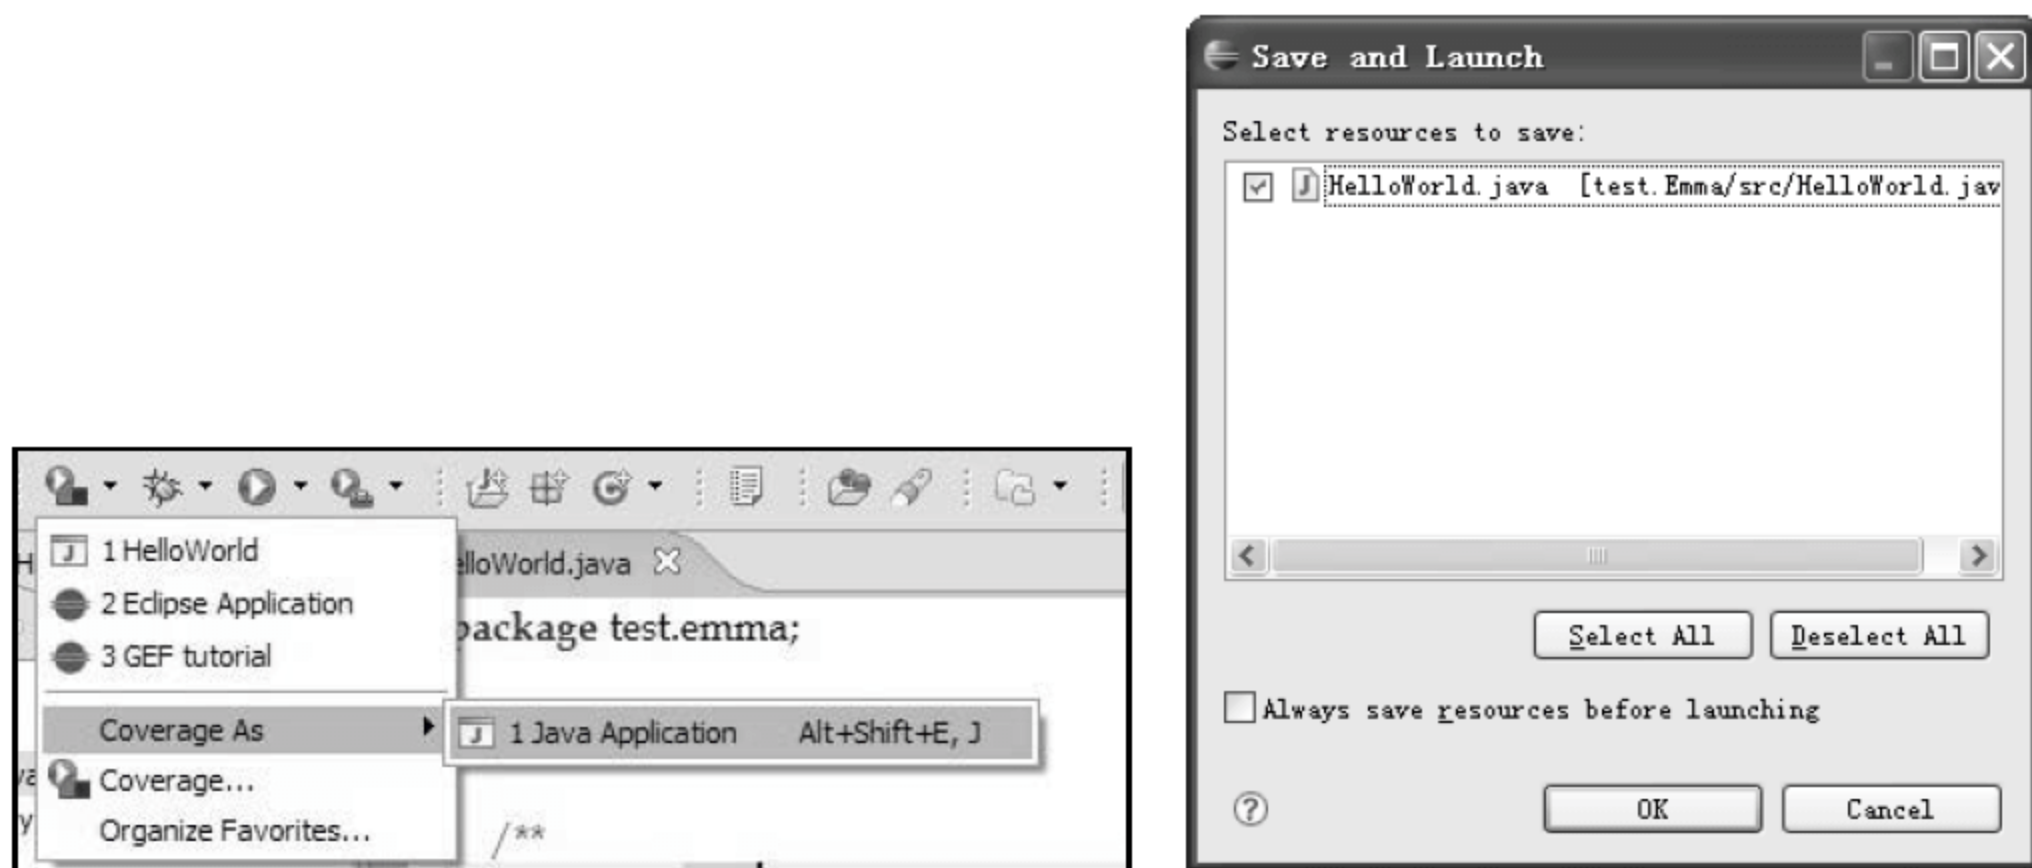 1 HelloWorld
2 Eclipse Application
3 GEF tutorial
Coverage As
1 Java Application Alt+Shift+E, J
Coverage...
Organize Favorites...
elloWorld.java
package test.emma;
/**
Save and Launch
Select resources to save:
HelloWorld.java [test.Emma/src/HelloWorld.jav
Select All
Deselect All
Always save resources before launching
OK
Cancel